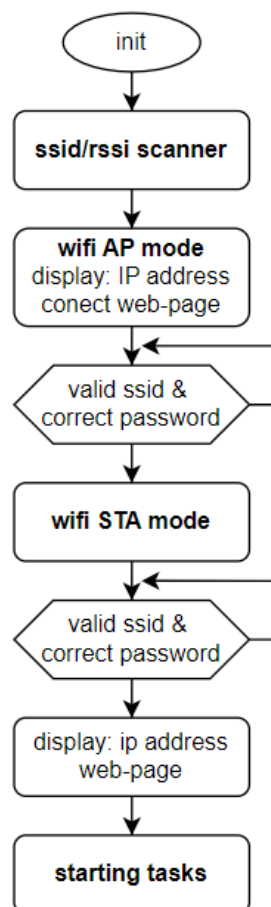 init
ssid/rssi scanner
wifi AP mode
display: IP address
conect web-page
valid ssid &
correct password
wifi STA mode
valid ssid &
correct password
display: ip address
web-page
starting tasks